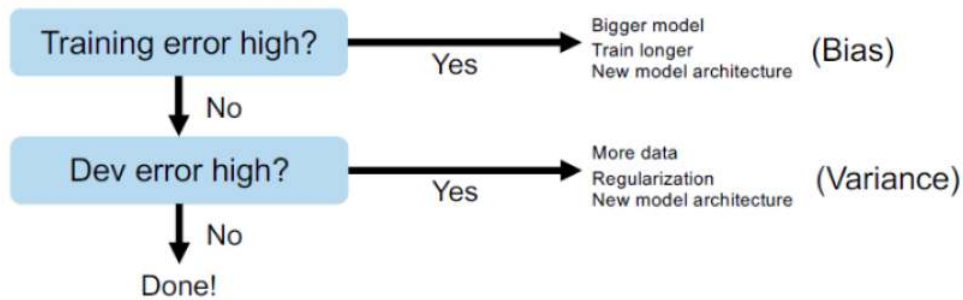 Training error high?
Yes
Bigger model
Train longer
New model architecture
(Bias)
No
Dev error high?
Yes
More data
Regularization
New model architecture
(Variance)
No
Done!